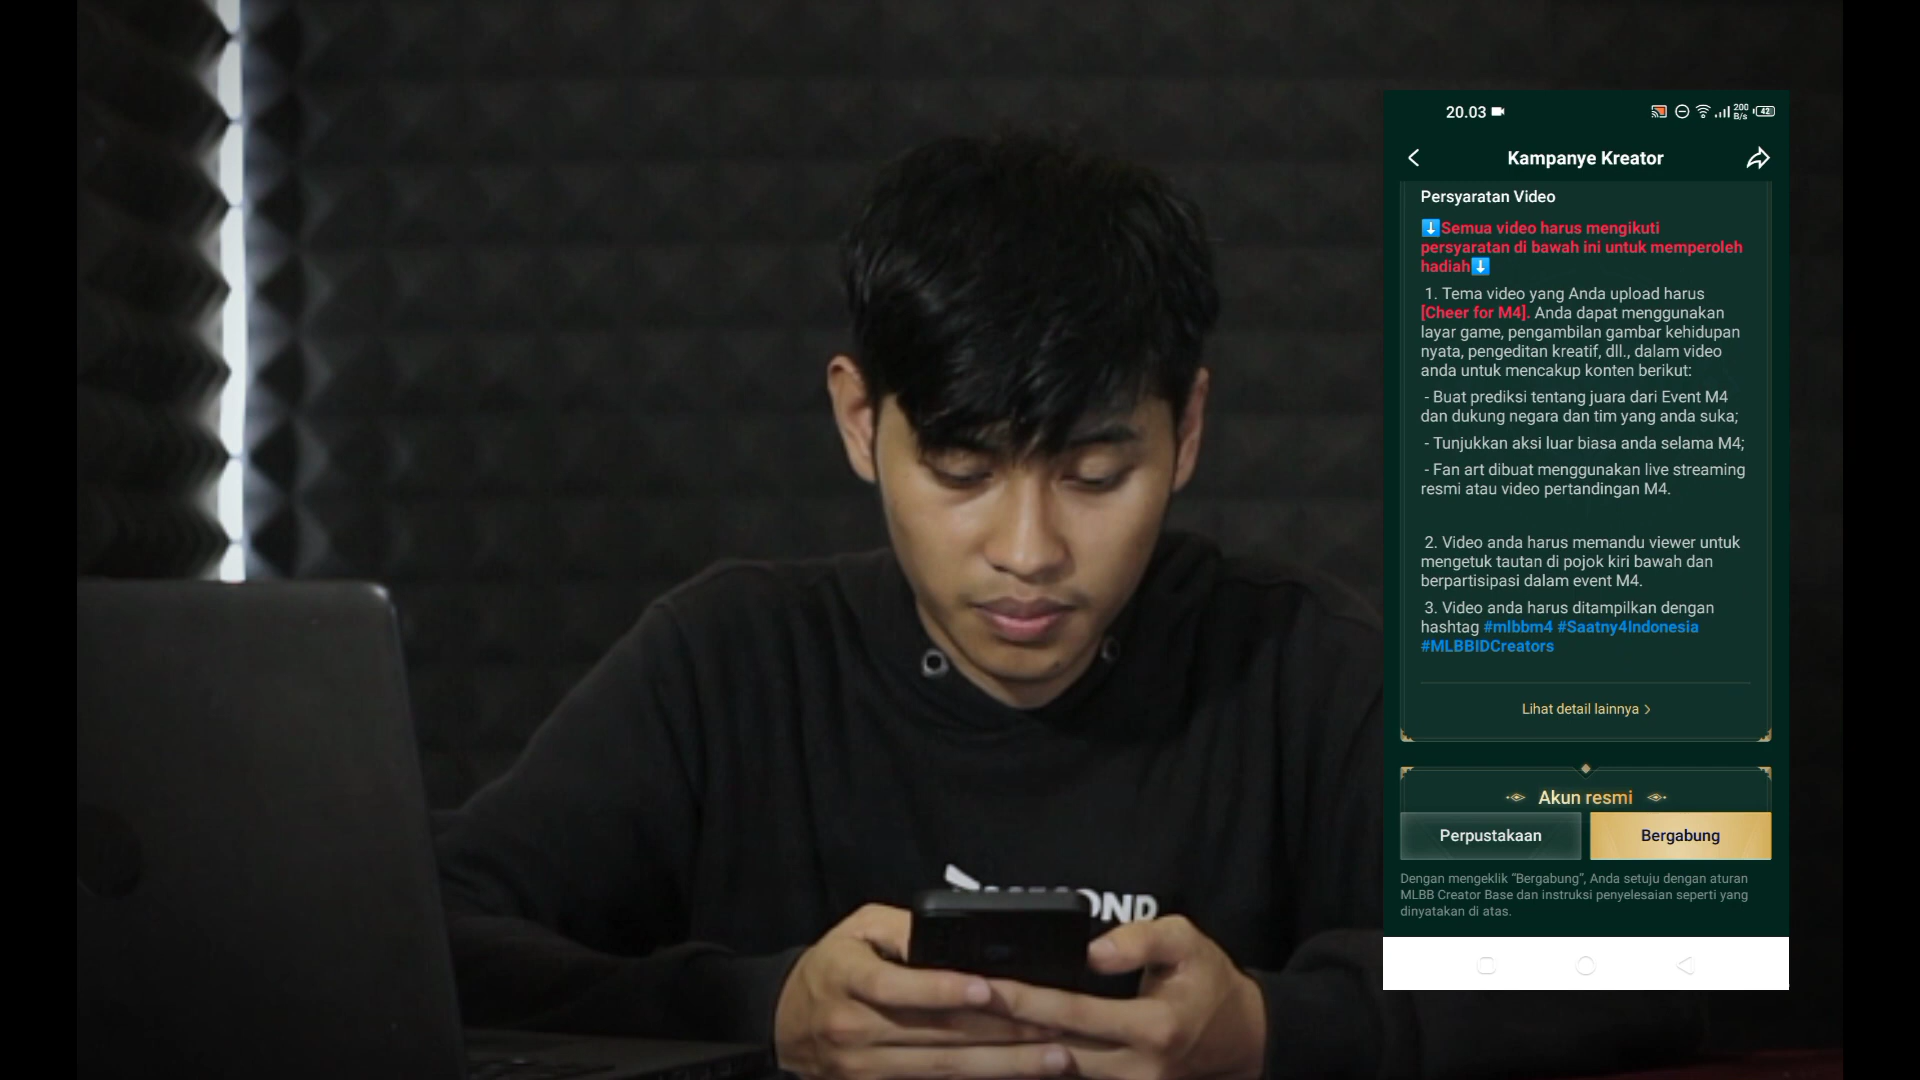 20.03
200
B/s
42
Kampanye Kreator
Persyaratan Video
⬇️Semua video harus mengikuti
persyaratan di bawah ini untuk memperoleh
hadiah⬇️
1. Tema video yang Anda upload harus
[Cheer for M4]. Anda dapat menggunakan
layar game, pengambilan gambar kehidupan
nyata, pengeditan kreatif, dll., dalam video
anda untuk mencakup konten berikut:
- Buat prediksi tentang juara dari Event M4
dan dukung negara dan tim yang anda suka;
- Tunjukkan aksi luar biasa anda selama M4;
- Fan art dibuat menggunakan live streaming
resmi atau video pertandingan M4.
2. Video anda harus memandu viewer untuk
mengetuk tautan di pojok kiri bawah dan
berpartisipasi dalam event M4.
3. Video anda harus ditampilkan dengan
hashtag #mlbbm4 #Saatny4Indonesia
#MLBBIDCreators
Lihat detail lainnya >
Akun resmi
Perpustakaan
Bergabung
Dengan mengeklik "Bergabung", Anda setuju dengan aturan
MLBB Creator Base dan instruksi penyelesaian seperti yang
dinyatakan di atas.